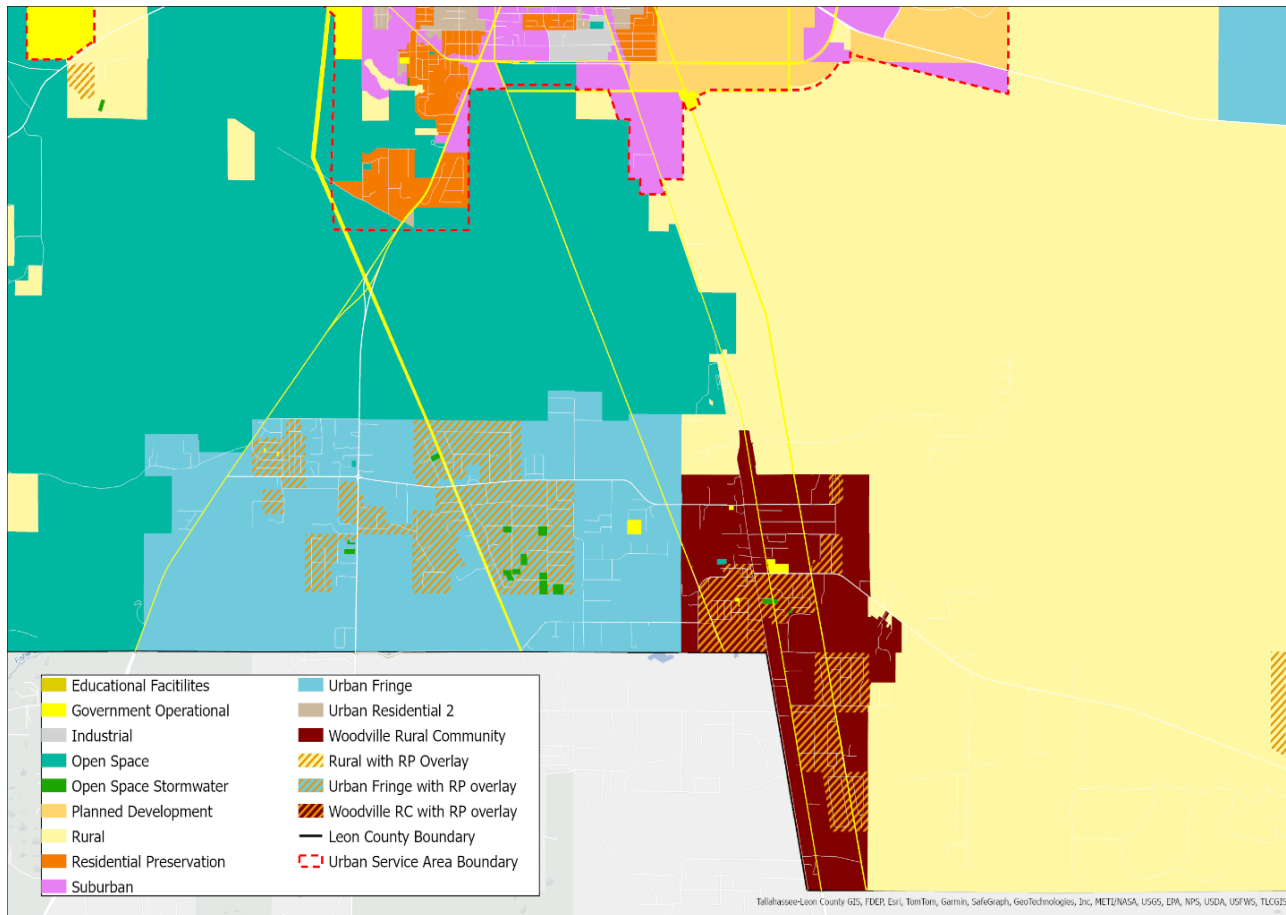 Educational Facitilites
Government Operational
Industrial
Open Space
Open Space Stormwater
Planned Development
Rural
Residential Preservation
Suburban
Urban Fringe
Urban Residential 2
Woodville Rural Community
Rural with RP Overlay
Urban Fringe with RP overlay
Woodville RC with RP overlay
Leon County Boundary
Urban Service Area Boundary
Tallahassee-Leon County GIS, FDEP, Esri, TomTom, Garmin, SafeGraph, GeoTechnologies, Inc, METI/NASA, USGS, EPA, NPS, USDA, USFWS, TLCGIS